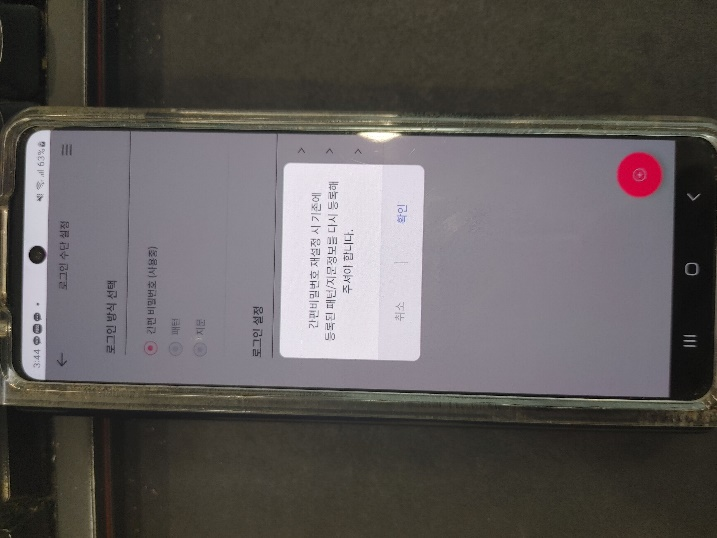 3:44
63%
로그인 수단 설정
로그인 방식 선택
간편 비밀번호 (사용중)
패턴
지문
로그인 설정
간편비밀번호 재설정 시 기존에
등록된 패턴/지문정보를 다시 등록해
주셔야 합니다.
취소
확인